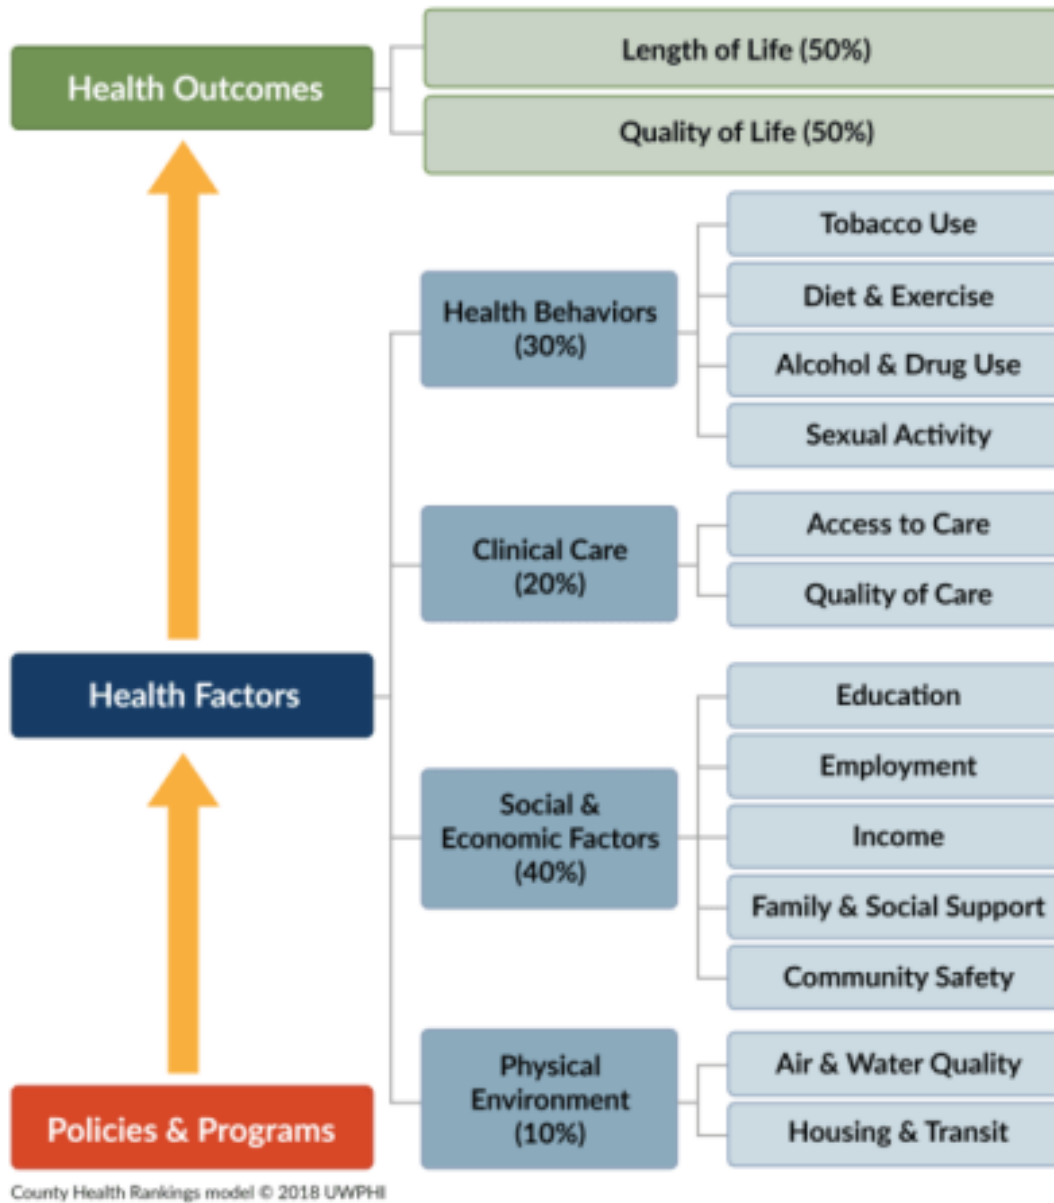 Health Outcomes
Length of Life (50%)
Quality of Life (50%)
Health Factors
Health Behaviors
(30%)
Tobacco Use
Diet & Exercise
Alcohol & Drug Use
Sexual Activity
Clinical Care
(20%)
Access to Care
Quality of Care
Social &
Economic Factors
(40%)
Education
Employment
Income
Family & Social Support
Community Safety
Physical
Environment
(10%)
Air & Water Quality
Housing & Transit
Policies & Programs
County Health Rankings model © 2018 UWPHI